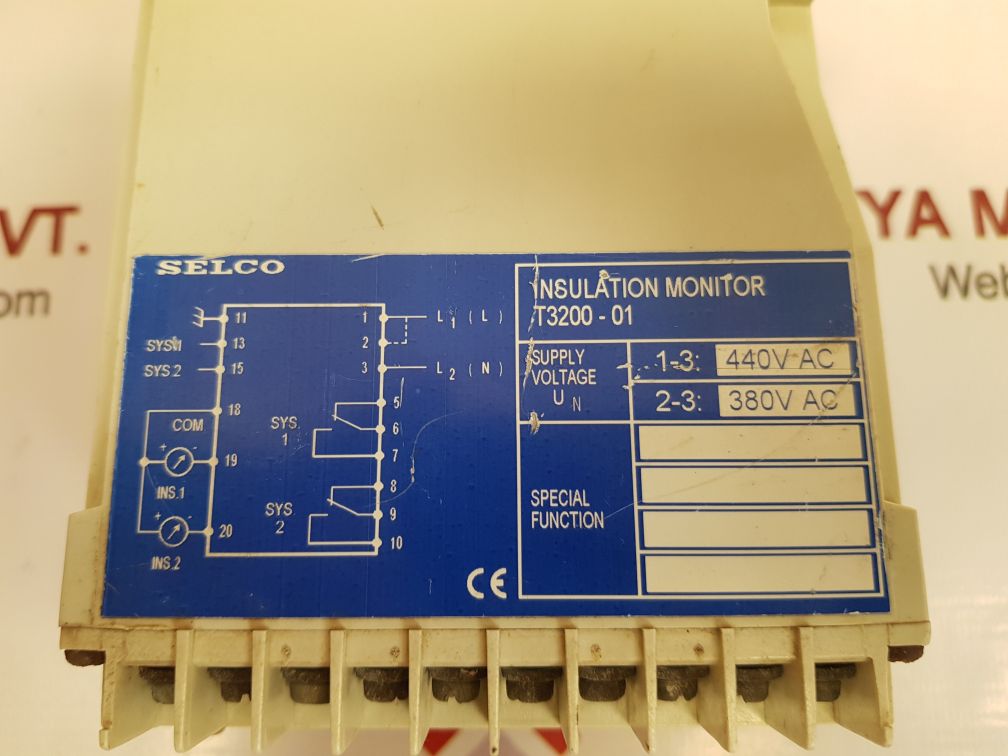 VT.
com
YA M
Web
SELCO
INSULATION MONITOR
T3200 - 01
SUPPLY
VOLTAGE
U N
1-3: 440V AC
2-3: 380V AC
SPECIAL
FUNCTION
11
SYS.1 13
SYS.2 15
18
COM
+ - 19
INS.1
+ - 20
INS.2
1 L1 ( L )
2
3 L2 ( N )
SYS
1
5
6
7
SYS
2
8
9
10
CE